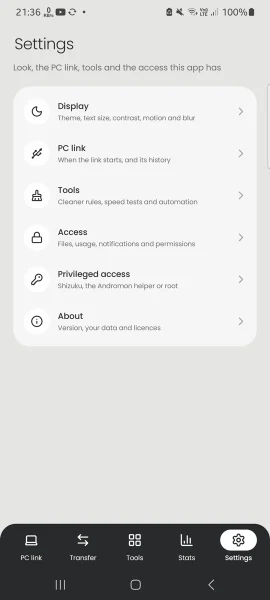 21:36
100%
Settings
Look, the PC link, tools and the access this app has
Display
Theme, text size, contrast, motion and blur
PC link
When the link starts, and its history
Tools
Cleaner rules, speed tests and automation
Access
Files, usage, notifications and permissions
Privileged access
Shizuku, the Andromon helper or root
About
Version, your data and licences
PC link Transfer Tools Stats Settings